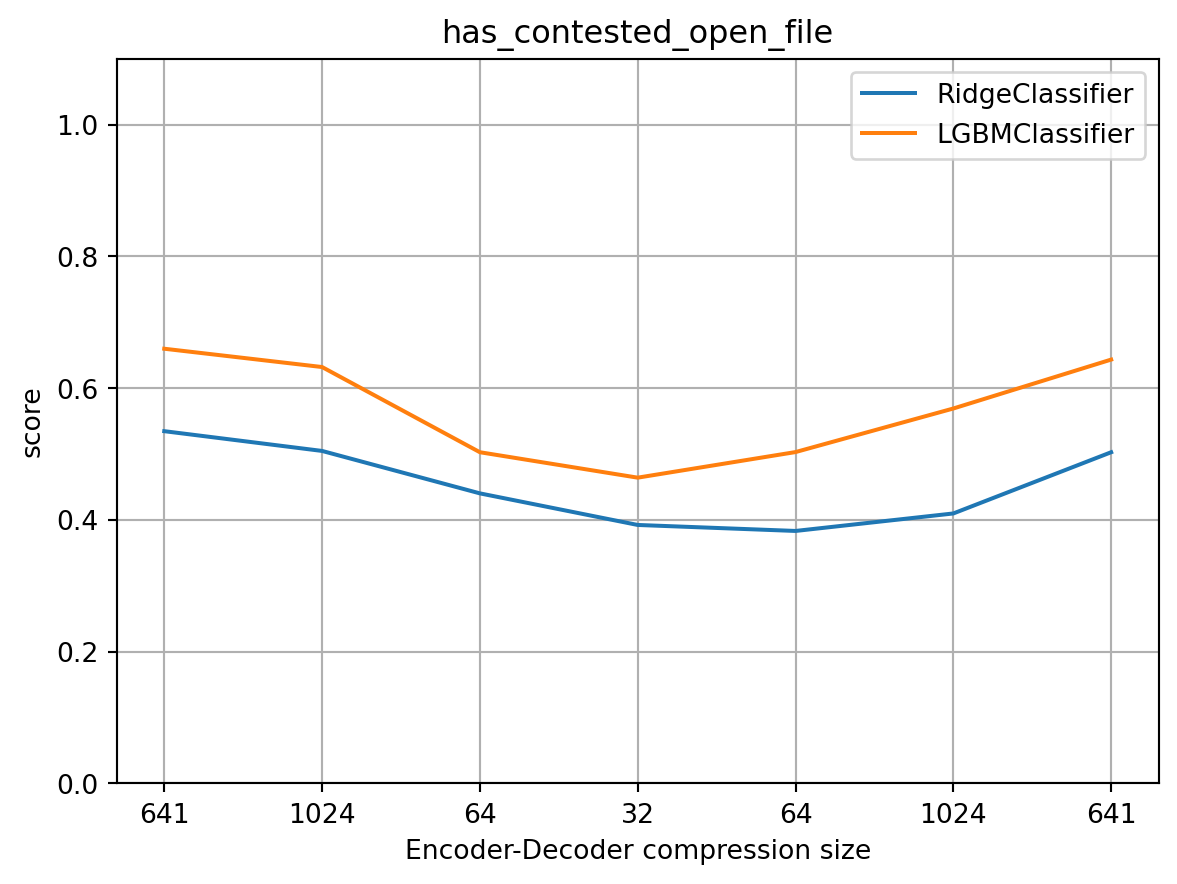 has_contested_open_file
RidgeClassifier
LGBMClassifier
score
1.0
0.8
0.6
0.4
0.2
0.0
641 1024 64 32 64 1024 641
Encoder-Decoder compression size